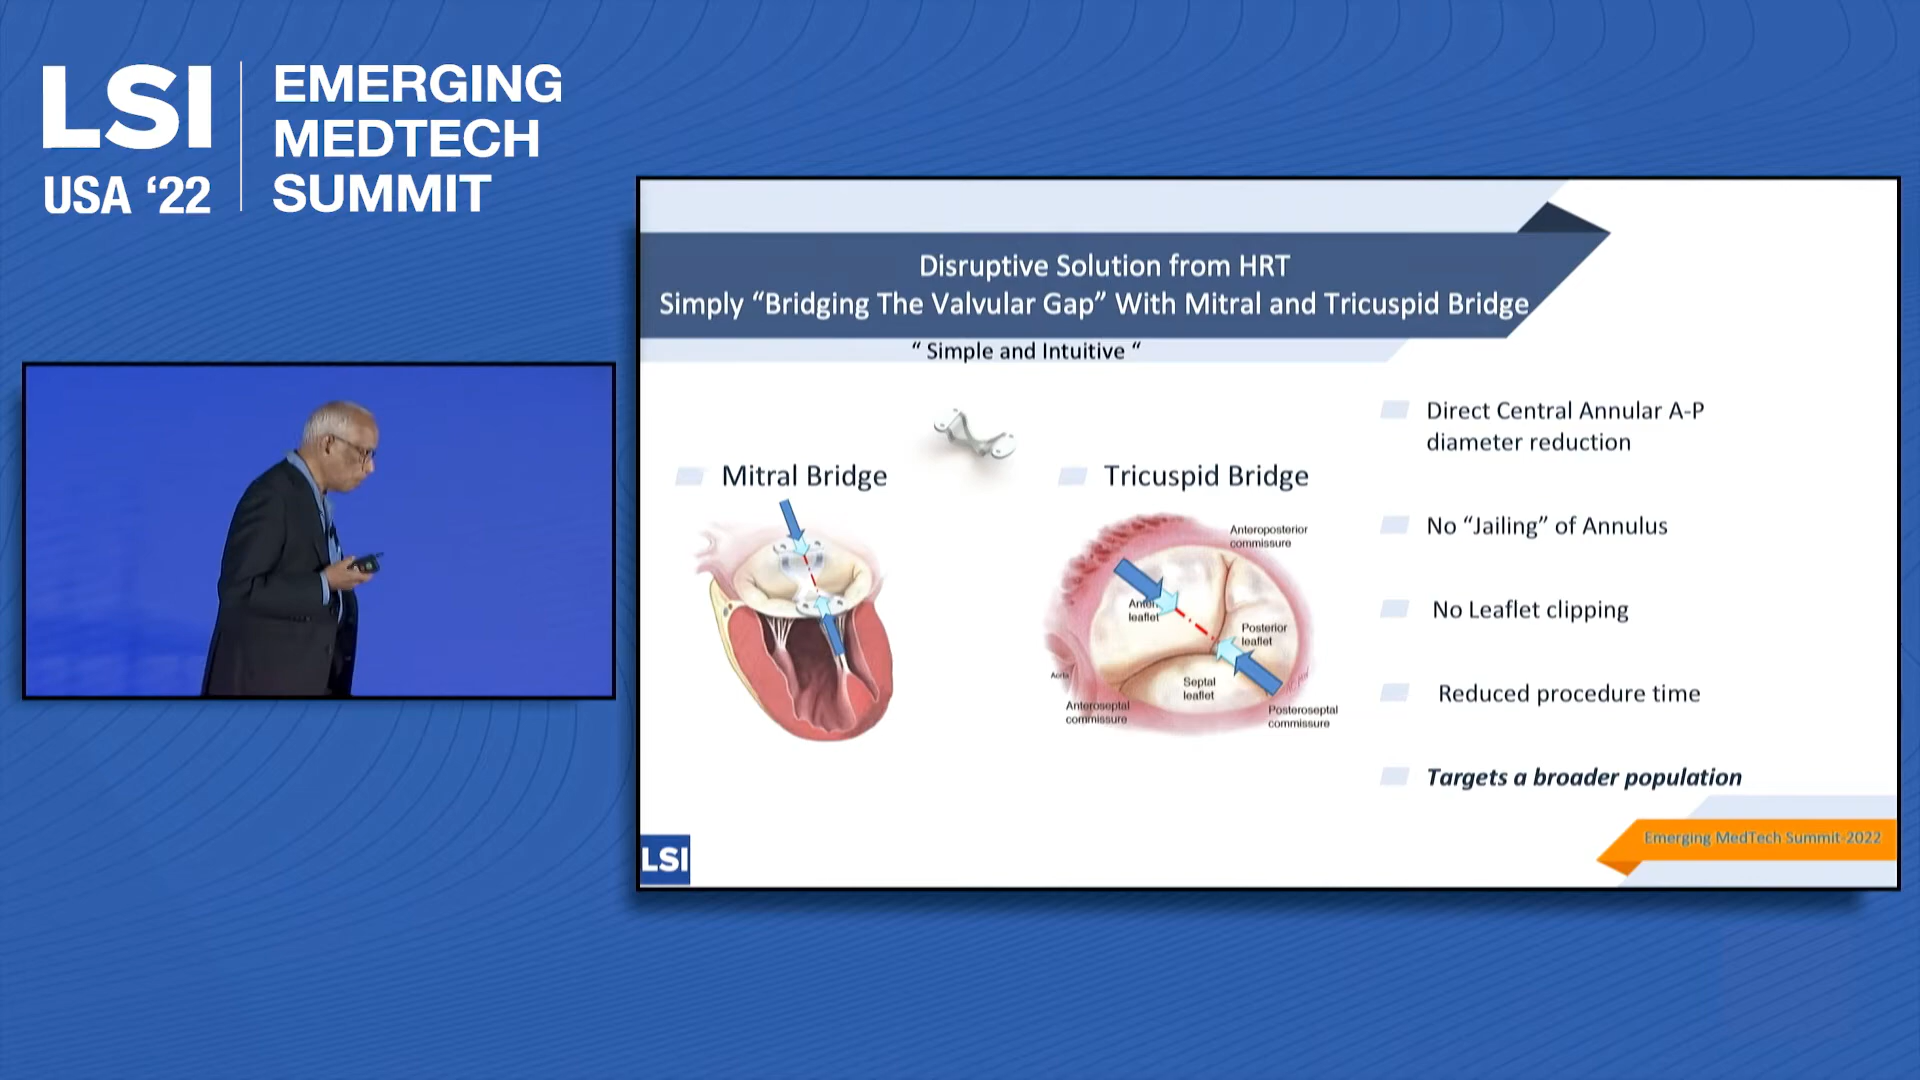 LSI
USA ‘22
EMERGING
MEDTECH
SUMMIT
Disruptive Solution from HRT
Simply “Bridging The Valvular Gap” With Mitral and Tricuspid Bridge
“ Simple and Intuitive “
Mitral Bridge
Tricuspid Bridge
Anteroposterior
commissure
leaflet
Posterior
leaflet
Septal
leaflet
Aorta
Anteroseptal
commissure
Posteroseptal
commissure
Direct Central Annular A-P
diameter reduction
No “Jailing” of Annulus
No Leaflet clipping
Reduced procedure time
Targets a broader population
Emerging MedTech Summit-2022
LSI